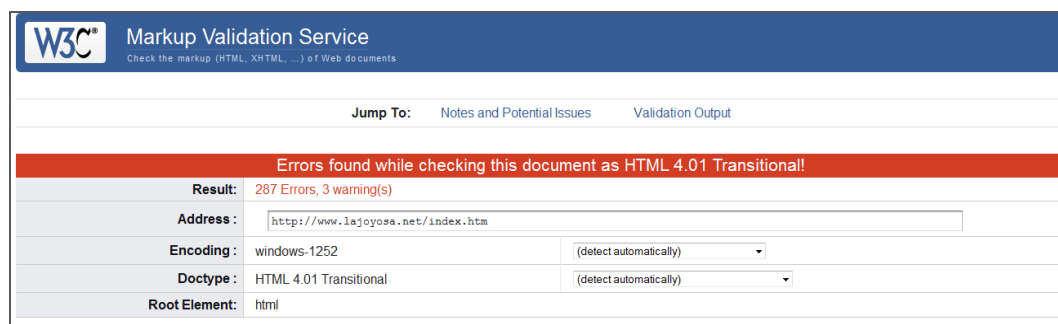 W3C® Markup Validation Service
Check the markup (HTML, XHTML, ...) of Web documents
Jump To: Notes and Potential Issues Validation Output
Errors found while checking this document as HTML 4.01 Transitional!
Result: 287 Errors, 3 warning(s)
Address : http://www.lajoyosa.net/index.htm
Encoding : windows-1252 (detect automatically)
Doctype : HTML 4.01 Transitional (detect automatically)
Root Element: html